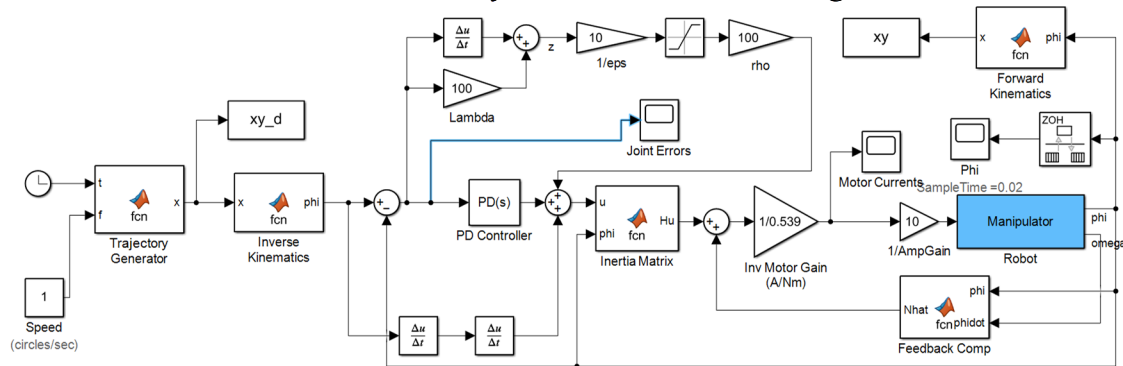 Δu
Δt
+
+
z
10
1/eps
100
rho
100
Lambda
xy
x
fcn
phi
Forward
Kinematics
xy_d
Joint Errors
Motor Currents
Phi
ZOH
SampleTime =0.02
t
f
fcn
x
Trajectory
Generator
x
fcn
phi
Inverse
Kinematics
+
−
PD(s)
PD Controller
+
+
+
u
phi
fcn
Hu
Inertia Matrix
+
+
1/0.539
Inv Motor Gain
(A/Nm)
10
1/AmpGain
Manipulator
Robot
phi
omega
1
Speed
(circles/sec)
Δu
Δt
Δu
Δt
Nhat
fcn
phi
phidot
Feedback Comp